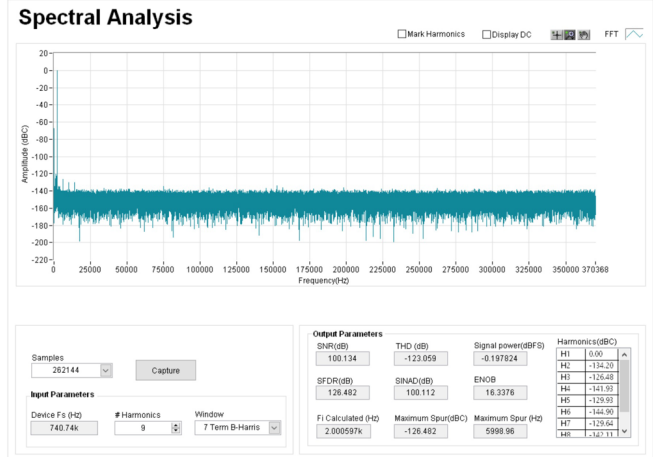 Spectral Analysis
Mark Harmonics Display DC FFT
20
0
-20
-40
-60
-80
-100
-120
-140
-160
-180
-200
-220
Amplitude (dBC)
0 25000 50000 75000 100000 125000 150000 175000 200000 225000 250000 275000 300000 325000 350000 370368
Frequency(Hz)
Samples
262144
Capture
Input Parameters
Device Fs (Hz) # Harmonics Window
740.74k 9 7 Term B-Harris
Output Parameters
SNR(dB) THD (dB) Signal power(dBFS)
100.134 -123.059 -0.197824
SFDR(dB) SINAD(dB) ENOB
126.482 100.112 16.3376
Fi Calculated (Hz) Maximum Spur(dBC) Maximum Spur (Hz)
2.000597k -126.482 5998.96
Harmonics(dBC)
H1 0.00
H2 -134.20
H3 -126.48
H4 -141.93
H5 -129.93
H6 -144.90
H7 -129.64
H8 -142.11